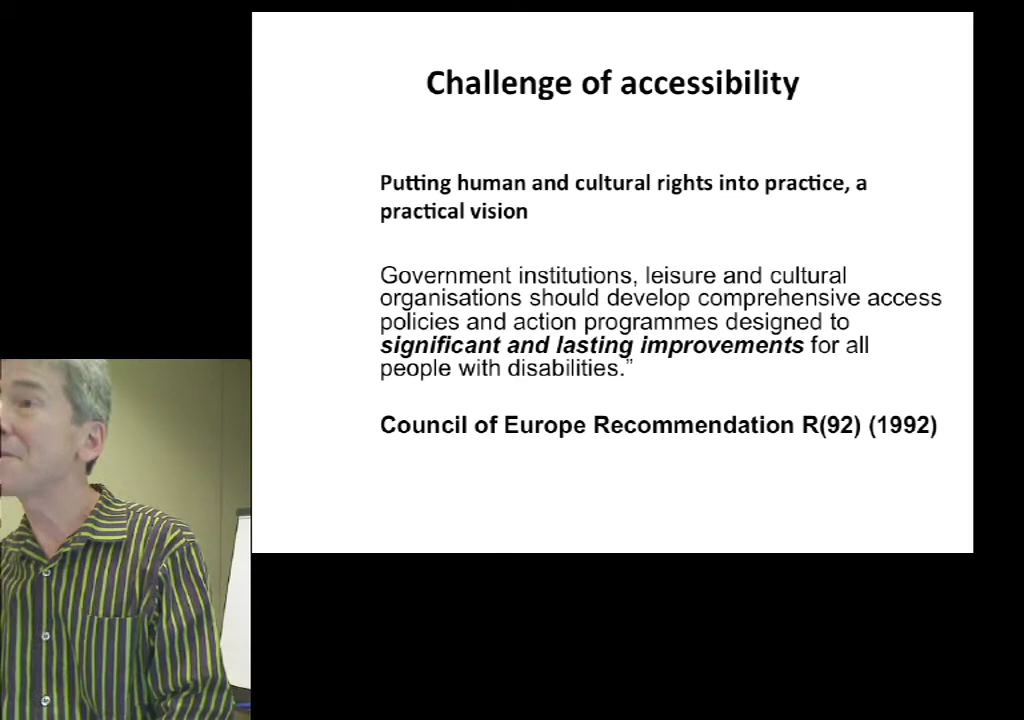 Challenge of accessibility
Putting human and cultural rights into practice, a
practical vision
Government institutions, leisure and cultural
organisations should develop comprehensive access
policies and action programmes designed to
significant and lasting improvements for all
people with disabilities.”
Council of Europe Recommendation R(92) (1992)